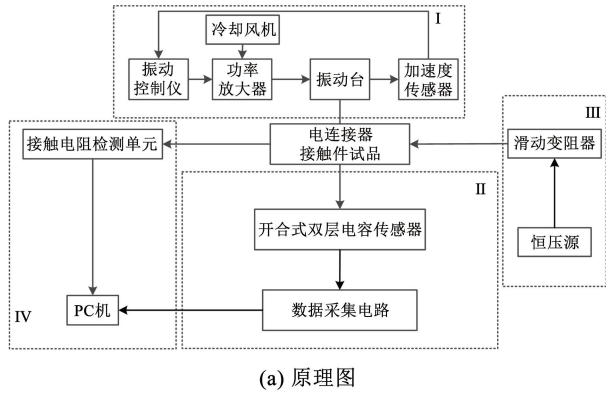 I
冷却风机
振动
控制仪
功率
放大器
振动台
加速度
传感器
电连接器
接触件试品
接触电阻检测单元
III
滑动变阻器
II
开合式双层电容传感器
恒压源
数据采集电路
PC机
IV
(a) 原理图